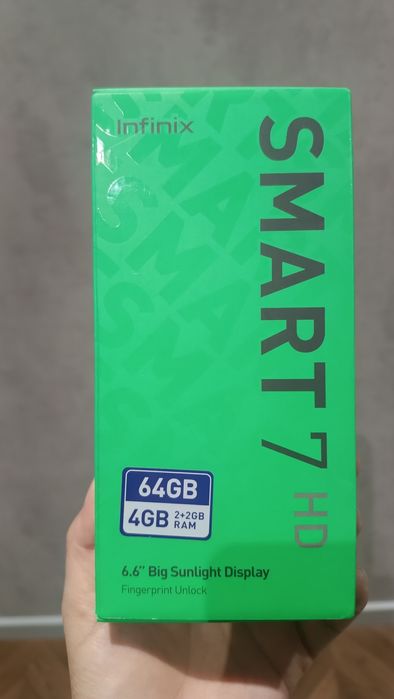 Infinix
SMART 7 HD
64GB
4GB 2+2GB RAM
6.6" Big Sunlight Display
Fingerprint Unlock